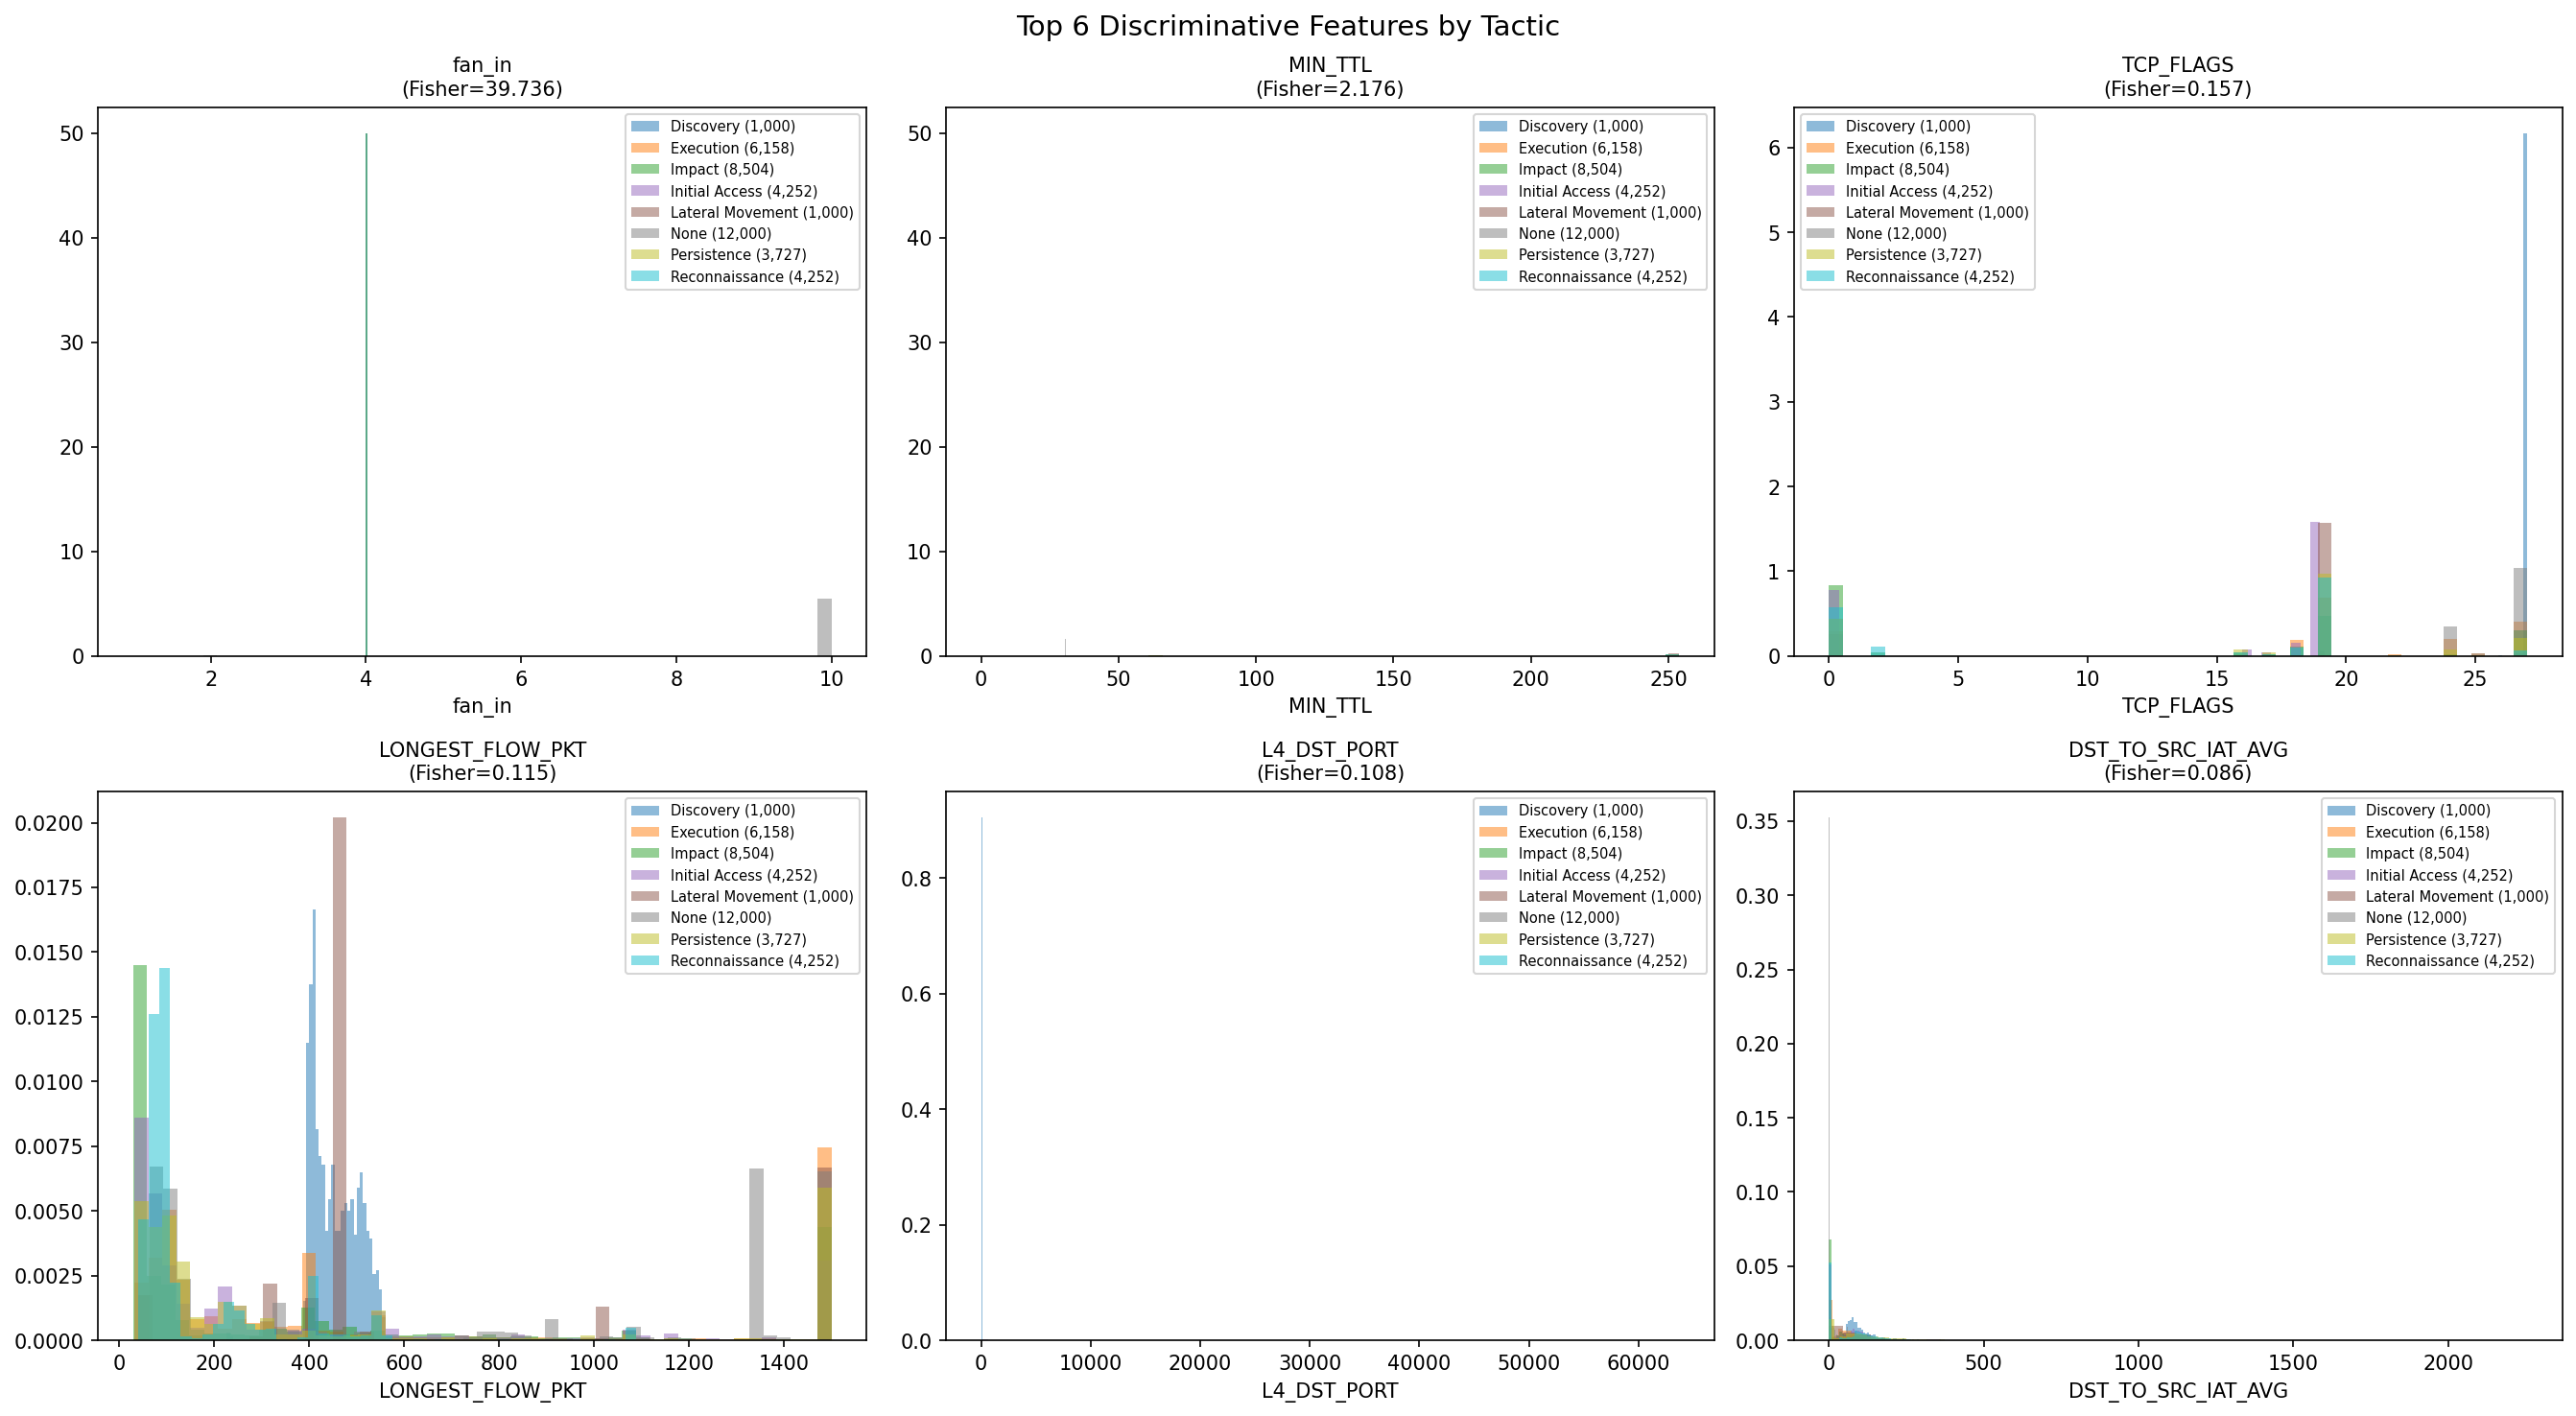 Top 6 Discriminative Features by Tactic
fan_in
(Fisher=39.736)
50
40
30
20
10
0
2
4
6
8
10
fan_in
Discovery (1,000)
Execution (6,158)
Impact (8,504)
Initial Access (4,252)
Lateral Movement (1,000)
None (12,000)
Persistence (3,727)
Reconnaissance (4,252)
MIN_TTL
(Fisher=2.176)
50
40
30
20
10
0
0
50
100
150
200
250
MIN_TTL
Discovery (1,000)
Execution (6,158)
Impact (8,504)
Initial Access (4,252)
Lateral Movement (1,000)
None (12,000)
Persistence (3,727)
Reconnaissance (4,252)
TCP_FLAGS
(Fisher=0.157)
6
5
4
3
2
1
0
0
5
10
15
20
25
TCP_FLAGS
Discovery (1,000)
Execution (6,158)
Impact (8,504)
Initial Access (4,252)
Lateral Movement (1,000)
None (12,000)
Persistence (3,727)
Reconnaissance (4,252)
LONGEST_FLOW_PKT
(Fisher=0.115)
0.0200
0.0175
0.0150
0.0125
0.0100
0.0075
0.0050
0.0025
0.0000
0
200
400
600
800
1000
1200
1400
LONGEST_FLOW_PKT
Discovery (1,000)
Execution (6,158)
Impact (8,504)
Initial Access (4,252)
Lateral Movement (1,000)
None (12,000)
Persistence (3,727)
Reconnaissance (4,252)
L4_DST_PORT
(Fisher=0.108)
0.8
0.6
0.4
0.2
0.0
0
10000
20000
30000
40000
50000
60000
L4_DST_PORT
Discovery (1,000)
Execution (6,158)
Impact (8,504)
Initial Access (4,252)
Lateral Movement (1,000)
None (12,000)
Persistence (3,727)
Reconnaissance (4,252)
DST_TO_SRC_IAT_AVG
(Fisher=0.086)
0.35
0.30
0.25
0.20
0.15
0.10
0.05
0.00
0
500
1000
1500
2000
DST_TO_SRC_IAT_AVG
Discovery (1,000)
Execution (6,158)
Impact (8,504)
Initial Access (4,252)
Lateral Movement (1,000)
None (12,000)
Persistence (3,727)
Reconnaissance (4,252)